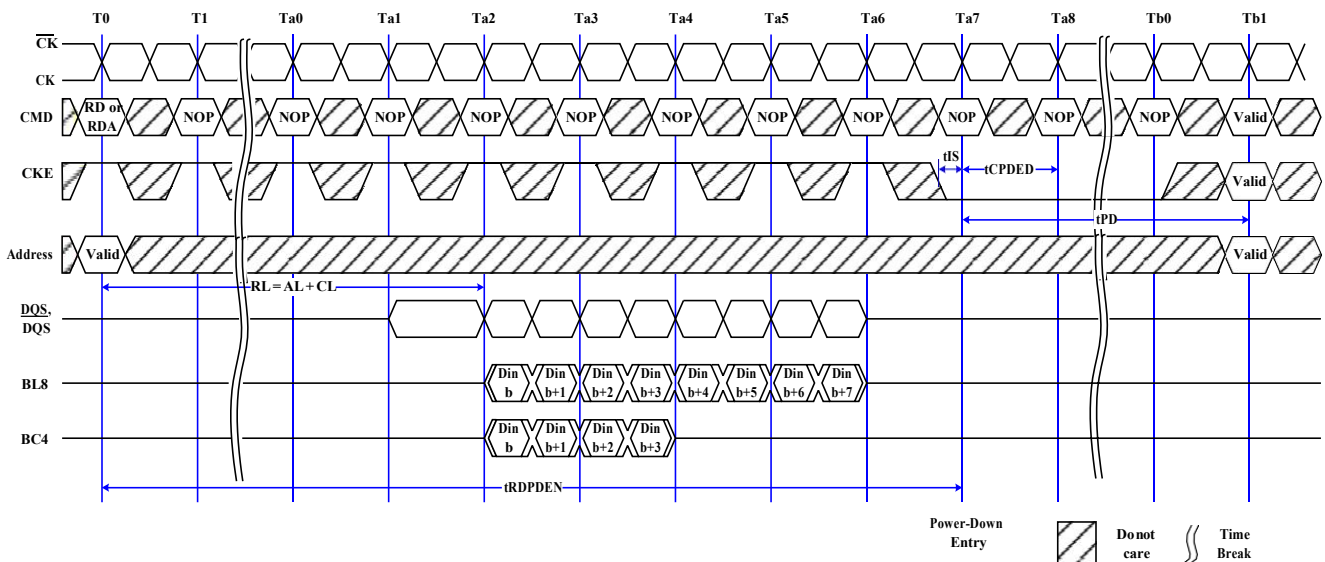 T0 T1 Ta0 Ta1 Ta2 Ta3 Ta4 Ta5 Ta6 Ta7 Ta8 Tb0 Tb1
CK
CK
CMD RD or RDA NOP NOP NOP NOP NOP NOP NOP NOP NOP NOP NOP Valid
CKE tIS tCPDED Valid
tPD
Address Valid Valid
RL = AL + CL
DQS,
DQS
BL8 Din b Din b+1 Din b+2 Din b+3 Din b+4 Din b+5 Din b+6 Din b+7
BC4 Din b Din b+1 Din b+2 Din b+3
tRDPDEN
Power-Down
Entry
Do not
care
Time
Break